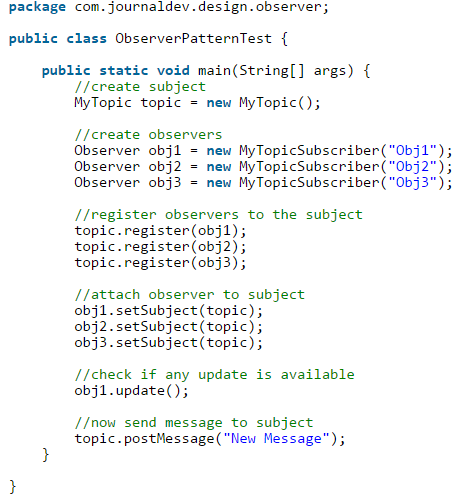 package com.journaldev.design.observer;
public class ObserverPatternTest {
public static void main(String[] args) {
//create subject
MyTopic topic = new MyTopic();
//create observers
Observer obj1 = new MyTopicSubscriber("Obj1");
Observer obj2 = new MyTopicSubscriber("Obj2");
Observer obj3 = new MyTopicSubscriber("Obj3");
//register observers to the subject
topic.register(obj1);
topic.register(obj2);
topic.register(obj3);
//attach observer to subject
obj1.setSubject(topic);
obj2.setSubject(topic);
obj3.setSubject(topic);
//check if any update is available
obj1.update();
//now send message to subject
topic.postMessage("New Message");
}
}